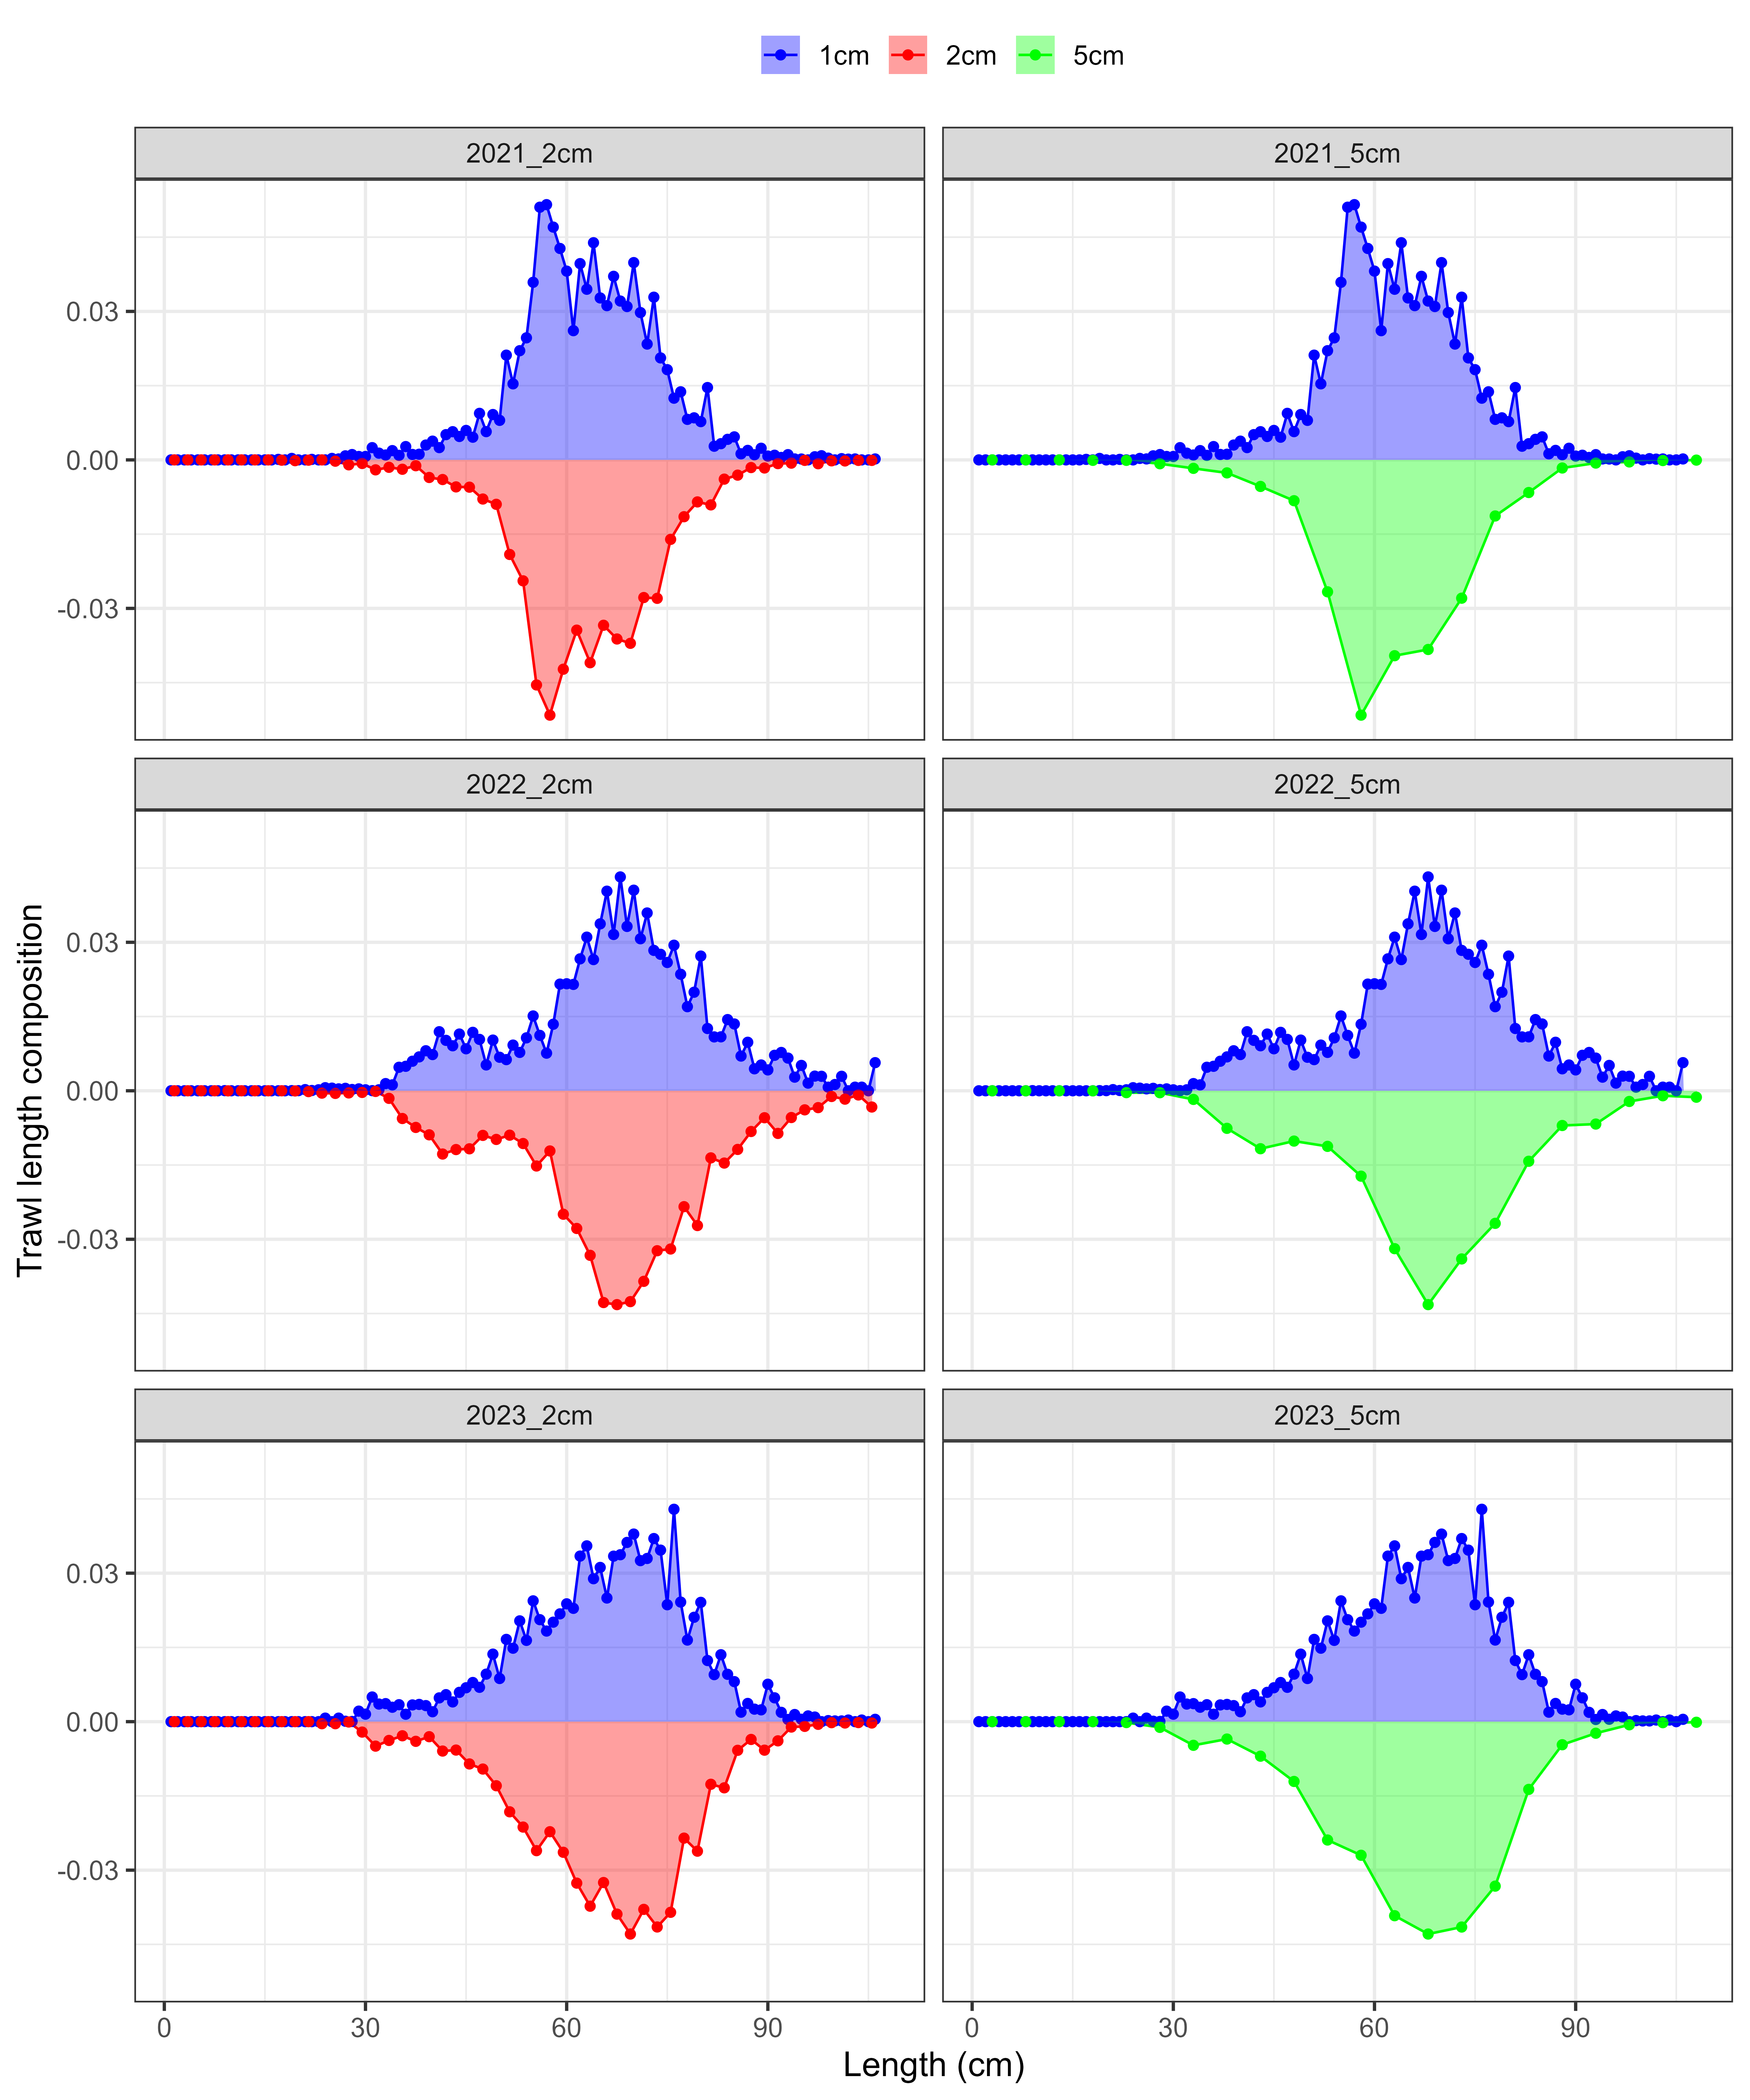 1cm 2cm 5cm
2021_2cm 2021_5cm
0.03
0.00
-0.03
2022_2cm 2022_5cm
0.03
0.00
-0.03
Trawl length composition
2023_2cm 2023_5cm
0.03
0.00
-0.03
0 30 60 90 0 30 60 90
Length (cm)